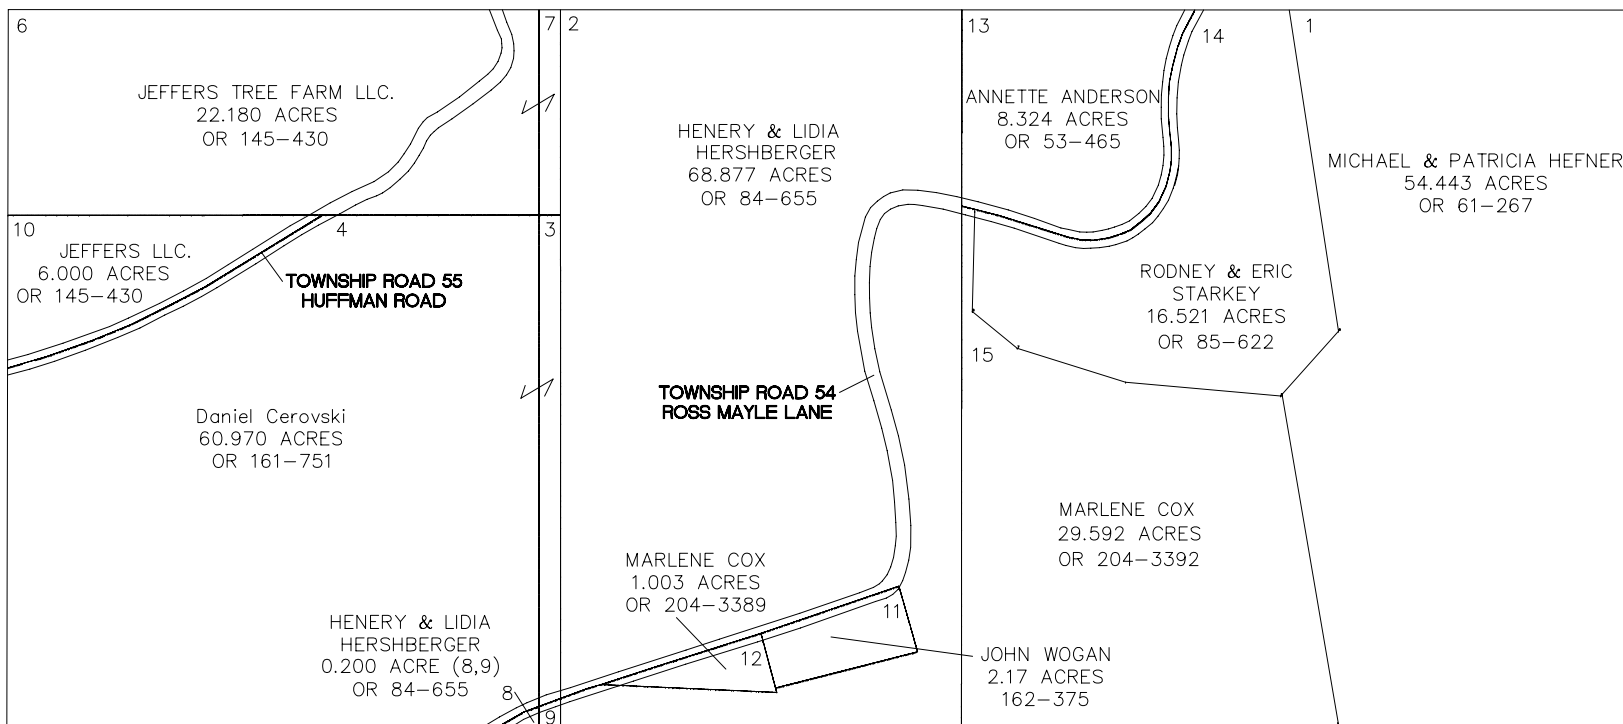 6
7
2
13
14
1
JEFFERS TREE FARM LLC.
22.180 ACRES
OR 145-430
HENERY & LIDIA
HERSHBERGER
68.877 ACRES
OR 84-655
ANNETTE ANDERSON
8.324 ACRES
OR 53-465
MICHAEL & PATRICIA HEFNER
54.443 ACRES
OR 61-267
10
4
3
JEFFERS LLC.
6.000 ACRES
OR 145-430
TOWNSHIP ROAD 55
HUFFMAN ROAD
RODNEY & ERIC
STARKEY
16.521 ACRES
OR 85-622
15
TOWNSHIP ROAD 54
ROSS MAYLE LANE
Daniel Cerovski
60.970 ACRES
OR 161-751
MARLENE COX
29.592 ACRES
OR 204-3392
MARLENE COX
1.003 ACRES
OR 204-3389
11
12
HENERY & LIDIA
HERSHBERGER
0.200 ACRE (8,9)
OR 84-655
8
9
JOHN WOGAN
2.17 ACRES
162-375